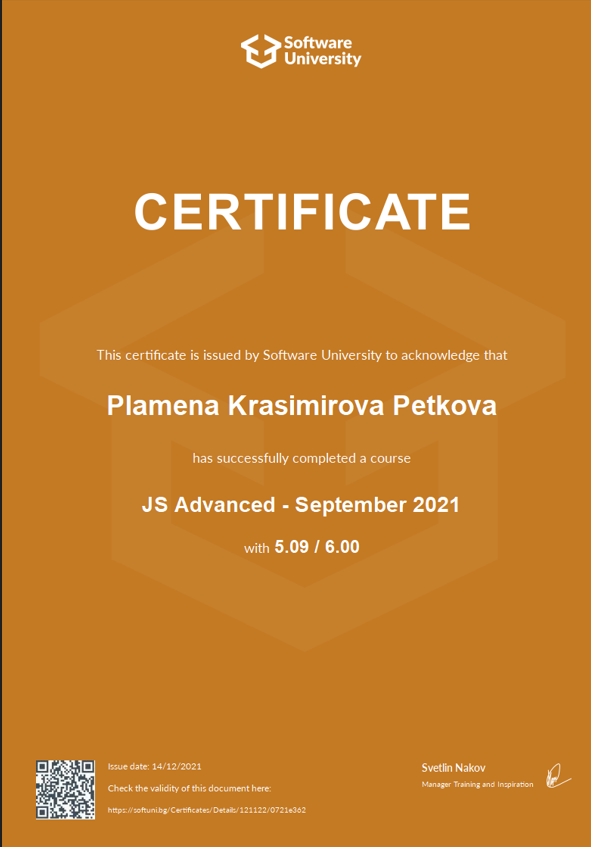 Software
University
CERTIFICATE
This certificate is issued by Software University to acknowledge that
Plamena Krasimirova Petkova
has successfully completed a course
JS Advanced - September 2021
with 5.09 / 6.00
Issue date: 14/12/2021
Check the validity of this document here:
https://softuni.bg/Certificates/Details/121122/0721e362
Svetlin Nakov
Manager Training and Inspiration